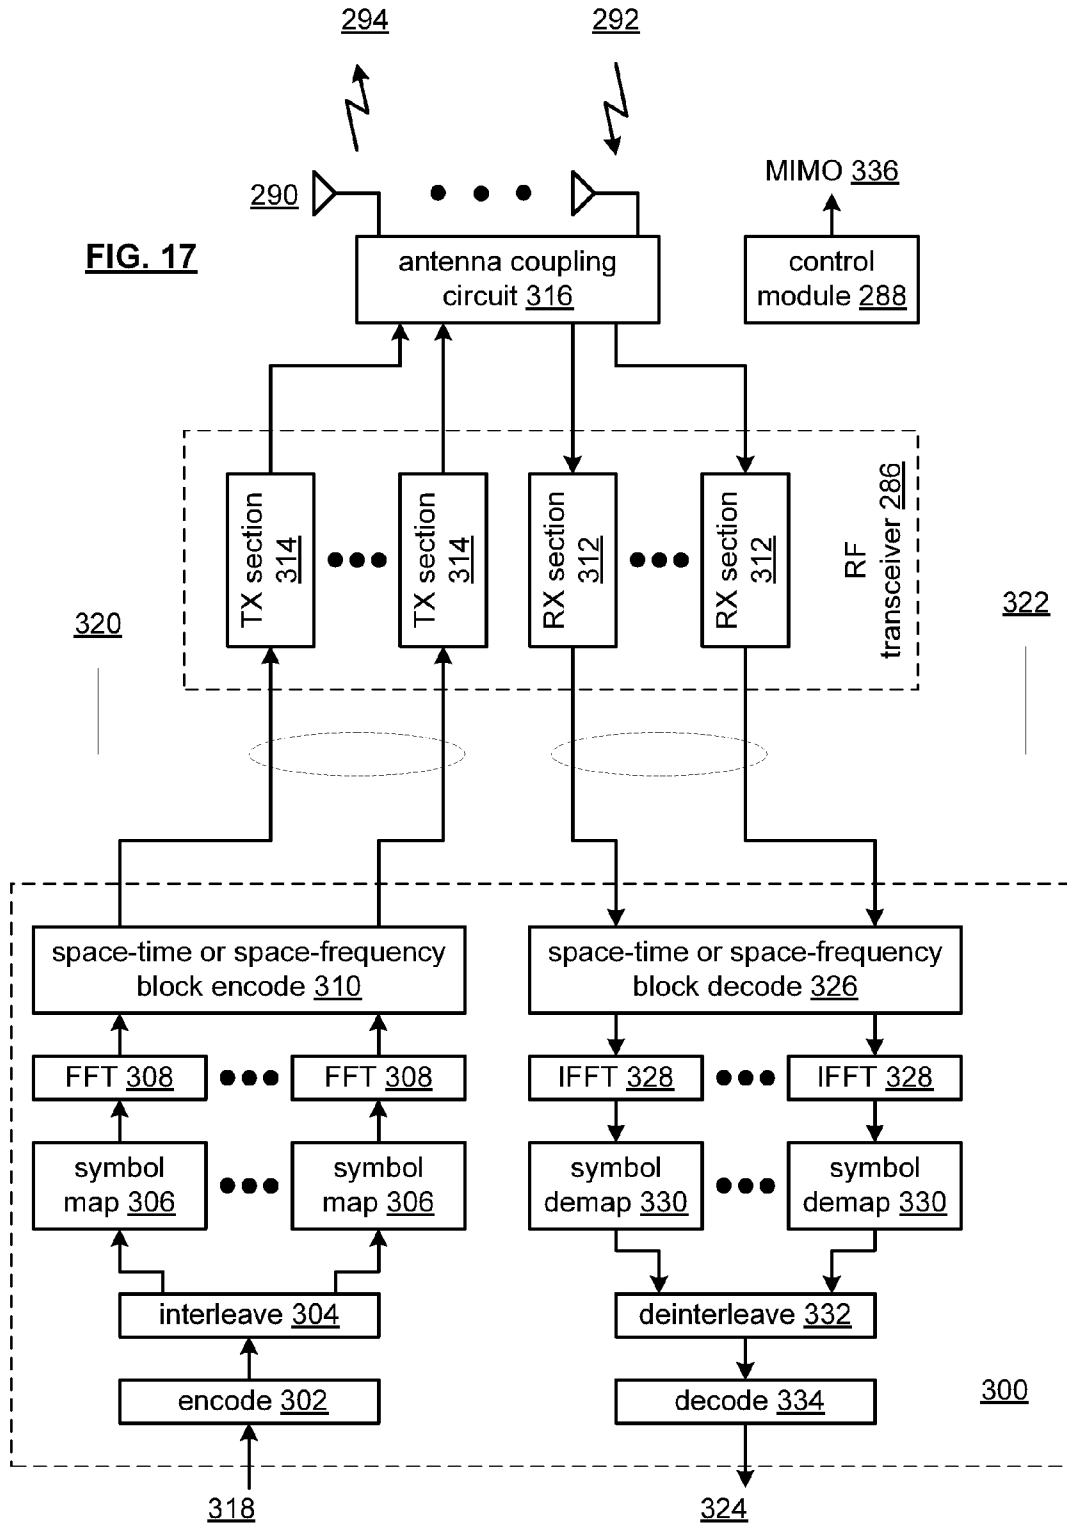 294
292
MIMO 336
290
FIG. 17
antenna coupling
circuit 316
control
module 288
TX section
314
TX section
314
RX section
312
RX section
312
RF
transceiver 286
320
322
space-time or space-frequency
block encode 310
space-time or space-frequency
block decode 326
FFT 308
FFT 308
IFFT 328
IFFT 328
symbol
map 306
symbol
map 306
symbol
demap 330
symbol
demap 330
interleave 304
deinterleave 332
encode 302
decode 334
300
318
324